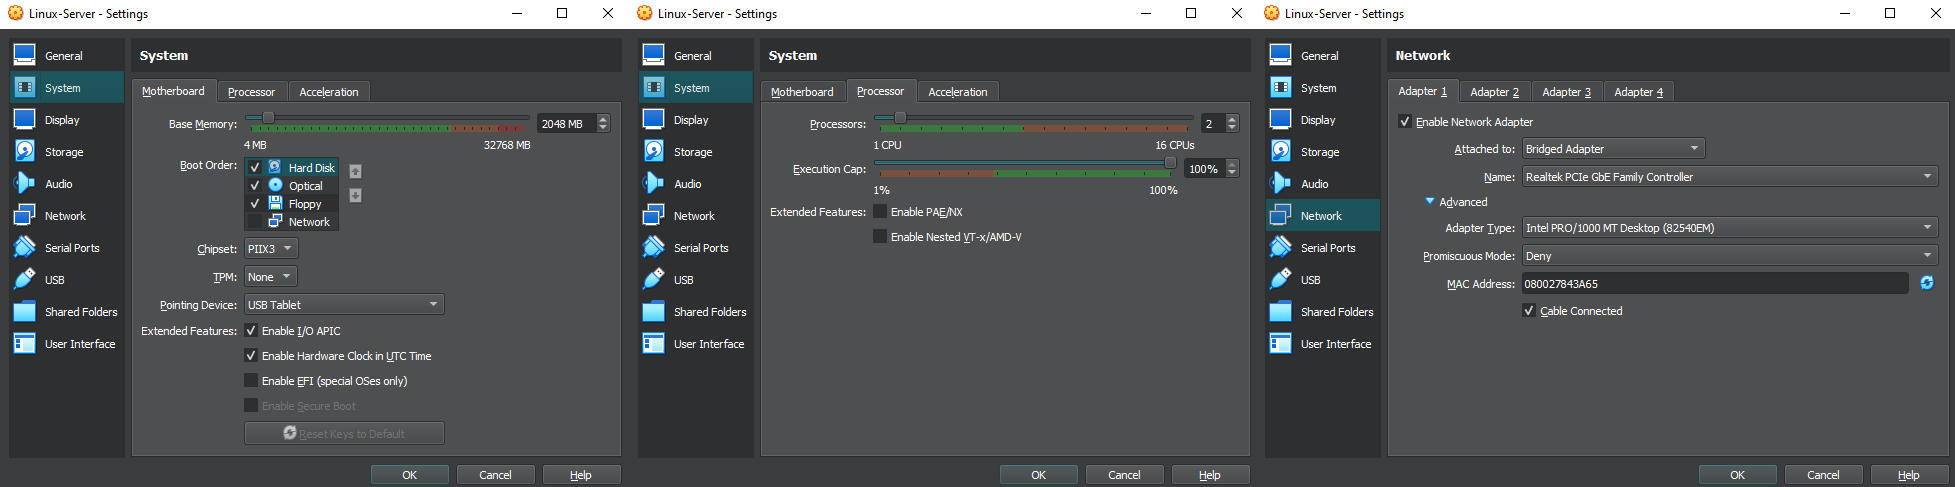 Linux-Server - Settings
General
System
Display
Storage
Audio
Network
Serial Ports
USB
Shared Folders
User Interface
System
Motherboard Processor Acceleration
Base Memory: 2048 MB
4 MB 32768 MB
Boot Order: Hard Disk
Optical
Floppy
Network
Chipset: PIIX3
TPM: None
Pointing Device: USB Tablet
Extended Features: Enable I/O APIC
Enable Hardware Clock in UTC Time
Enable EFI (special OSes only)
Enable Secure Boot
Reset Keys to Default
OK Cancel Help
Linux-Server - Settings
General
System
Display
Storage
Audio
Network
Serial Ports
USB
Shared Folders
User Interface
System
Motherboard Processor Acceleration
Processors: 2
1 CPU 16 CPUs
Execution Cap: 100%
1% 100%
Extended Features: Enable PAE/NX
Enable Nested VT-x/AMD-V
OK Cancel Help
Linux-Server - Settings
General
System
Display
Storage
Audio
Network
Serial Ports
USB
Shared Folders
User Interface
Network
Adapter 1 Adapter 2 Adapter 3 Adapter 4
Enable Network Adapter
Attached to: Bridged Adapter
Name: Realtek PCIe GbE Family Controller
Advanced
Adapter Type: Intel PRO/1000 MT Desktop (82540EM)
Promiscuous Mode: Deny
MAC Address: 080027843A65
Cable Connected
OK Cancel Help